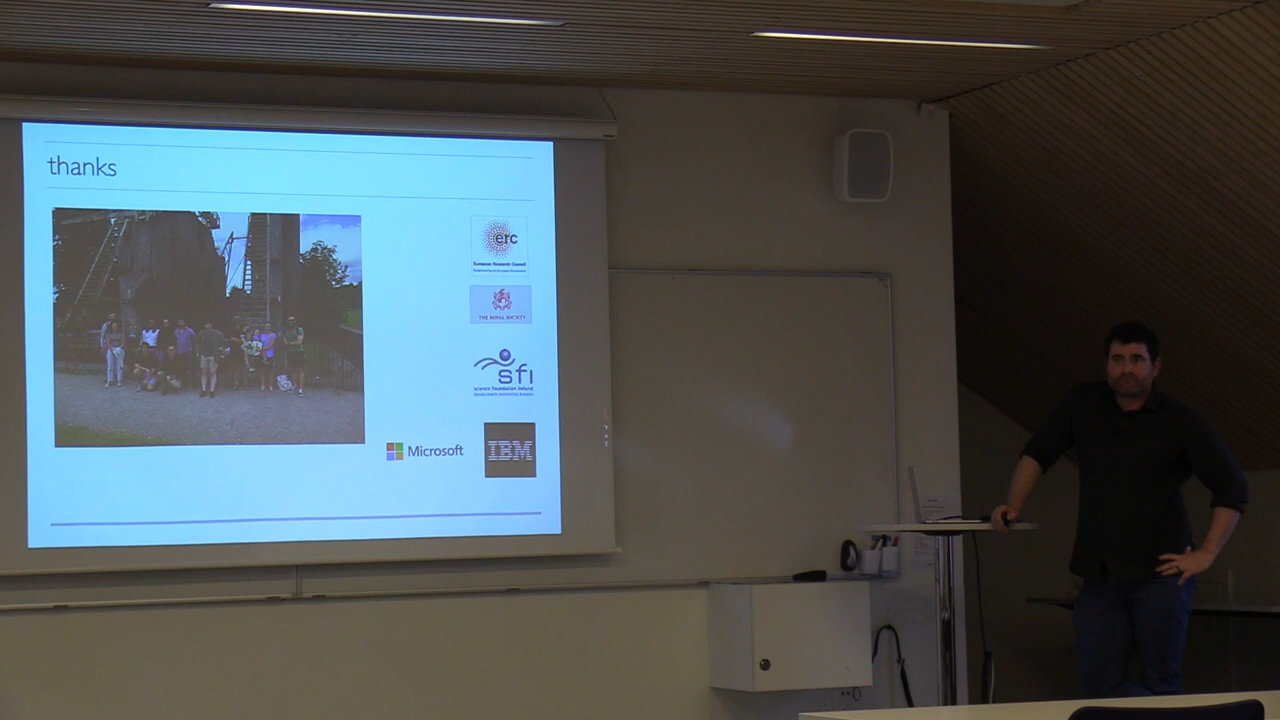 thanks
erc
European Research Council
THE ROYAL SOCIETY
sfi
science foundation ireland
Microsoft
IBM